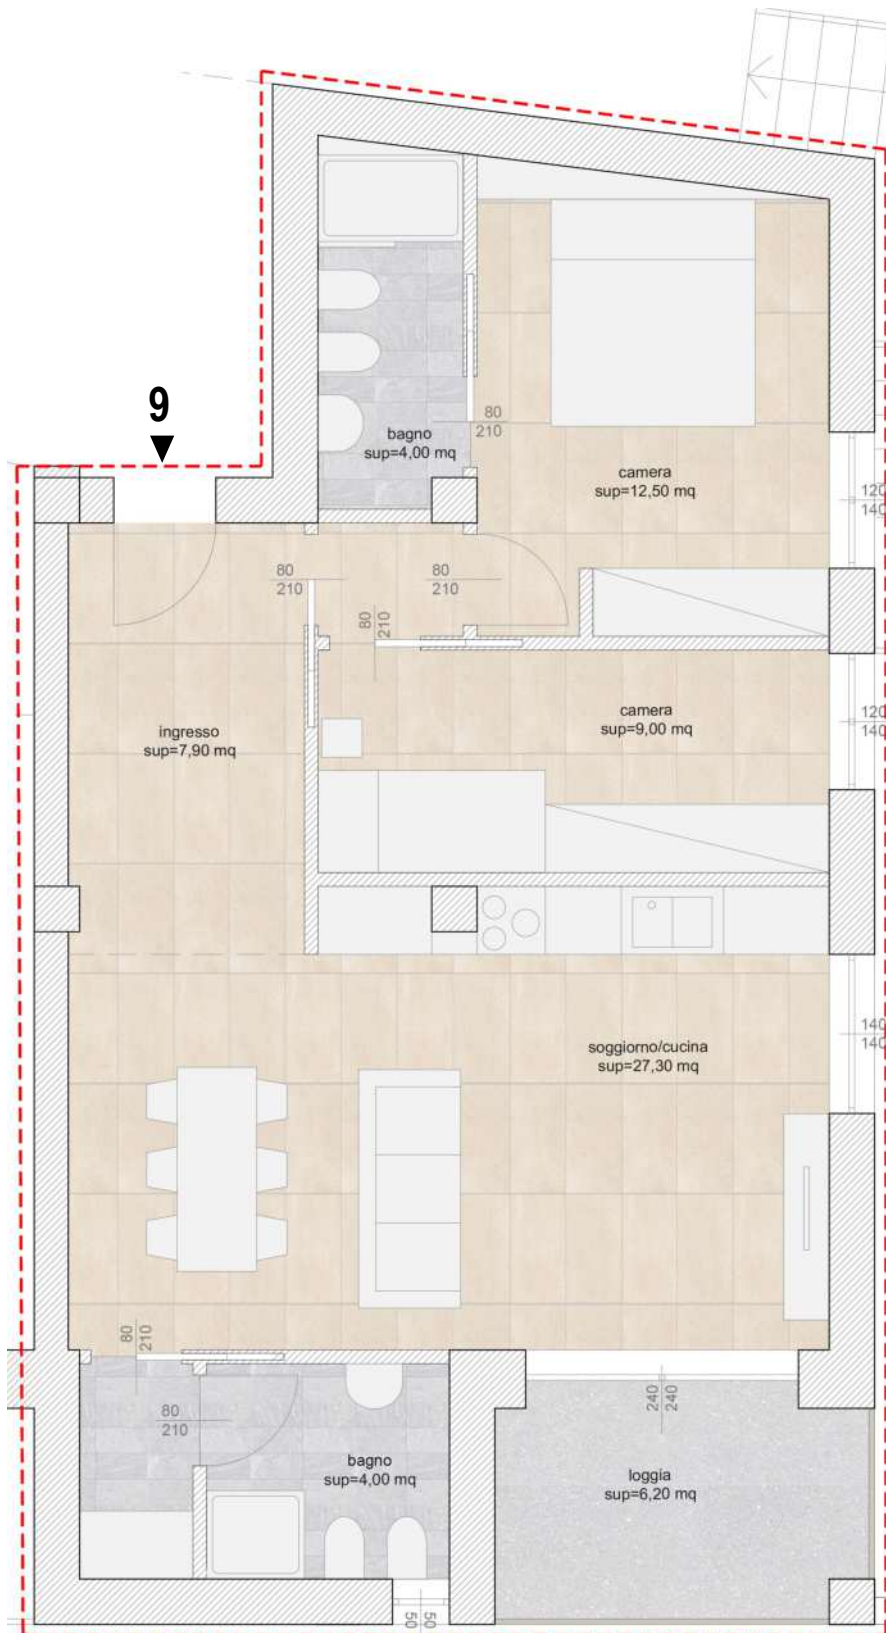 9
bagno
sup=4,00 mq
80
210
camera
sup=12,50 mq
120
140
80
210
80
210
80
210
camera
sup=9,00 mq
120
140
ingresso
sup=7,90 mq
soggiorno/cucina
sup=27,30 mq
140
140
80
210
80
210
bagno
sup=4,00 mq
240
240
loggia
sup=6,20 mq
50
50